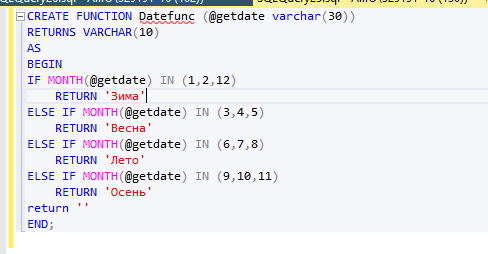 CREATE FUNCTION Datefunc (@getdate varchar(30))
RETURNS VARCHAR(10)
AS
BEGIN
IF MONTH(@getdate) IN (1,2,12)
    RETURN 'Зима'
ELSE IF MONTH(@getdate) IN (3,4,5)
    RETURN 'Весна'
ELSE IF MONTH(@getdate) IN (6,7,8)
    RETURN 'Лето'
ELSE IF MONTH(@getdate) IN (9,10,11)
    RETURN 'Осень'
return ''
END;